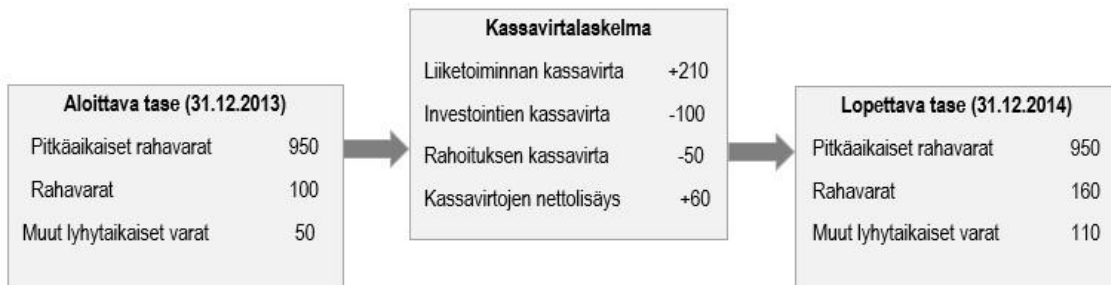 Aloittava tase (31.12.2013)
Pitkäaikaiset rahavarat 950
Rahavarat 100
Muut lyhytaikaiset varat 50
Kassavirtalaskelma
Liiketoiminnan kassavirta +210
Investointien kassavirta -100
Rahoituksen kassavirta -50
Kassavirtojen nettolisäys +60
Lopettava tase (31.12.2014)
Pitkäaikaiset rahavarat 950
Rahavarat 160
Muut lyhytaikaiset varat 110